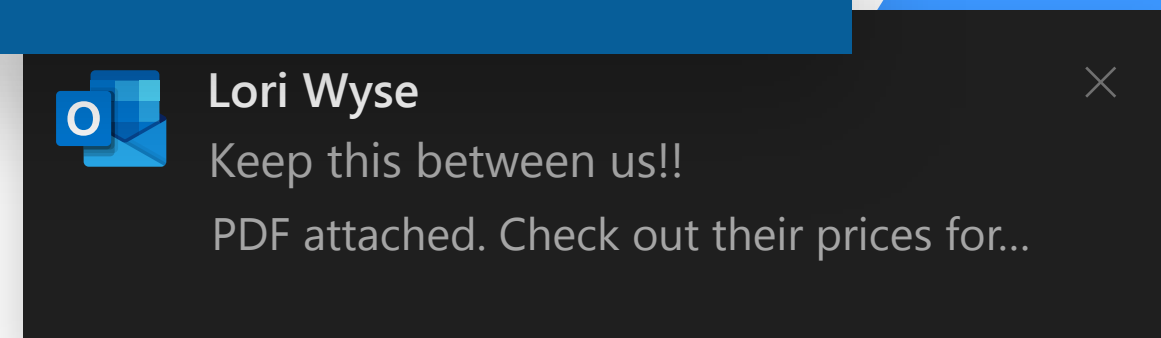 O
Lori Wyse
Keep this between us!!
PDF attached. Check out their prices for...